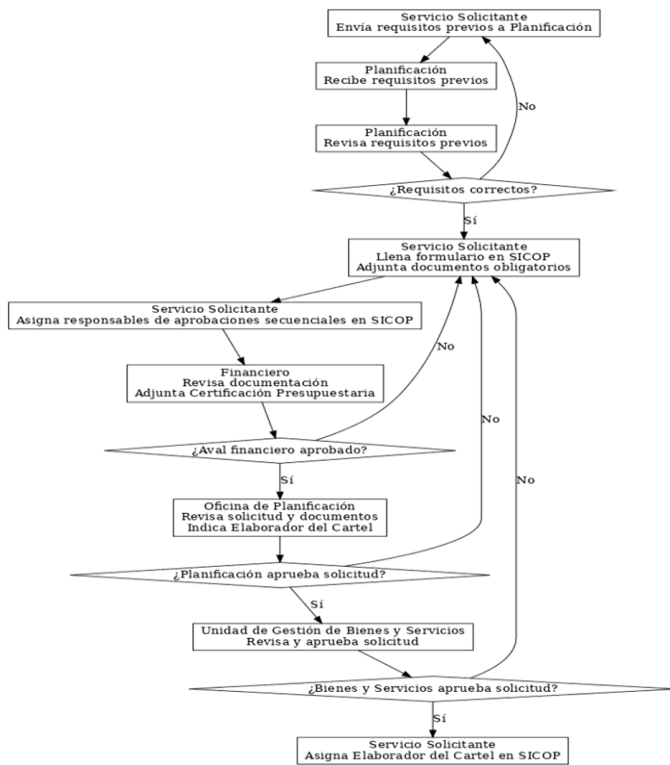 Servicio Solicitante
Envía requisitos previos a Planificación
Planificación
Recibe requisitos previos
No
Planificación
Revisa requisitos previos
¿Requisitos correctos?
Sí
Servicio Solicitante
Llena formulario en SICOP
Adjunta documentos obligatorios
Servicio Solicitante
Asigna responsables de aprobaciones secuenciales en SICOP
No
Financiero
Revisa documentación
Adjunta Certificación Presupuestaria
No
¿Aval financiero aprobado?
Sí
No
Oficina de Planificación
Revisa solicitud y documentos
Indica Elaborador del Cartel
¿Planificación aprueba solicitud?
Sí
Unidad de Gestión de Bienes y Servicios
Revisa y aprueba solicitud
¿Bienes y Servicios aprueba solicitud?
Sí
Servicio Solicitante
Asigna Elaborador del Cartel en SICOP